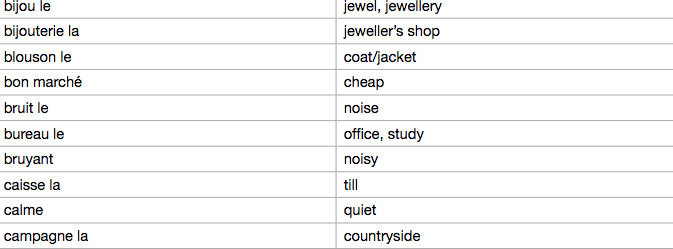 bijou le jewel, jewellery
bijouterie la jeweller’s shop
blouson le coat/jacket
bon marché cheap
bruit le noise
bureau le office, study
bruyant noisy
caisse la till
calme quiet
campagne la countryside